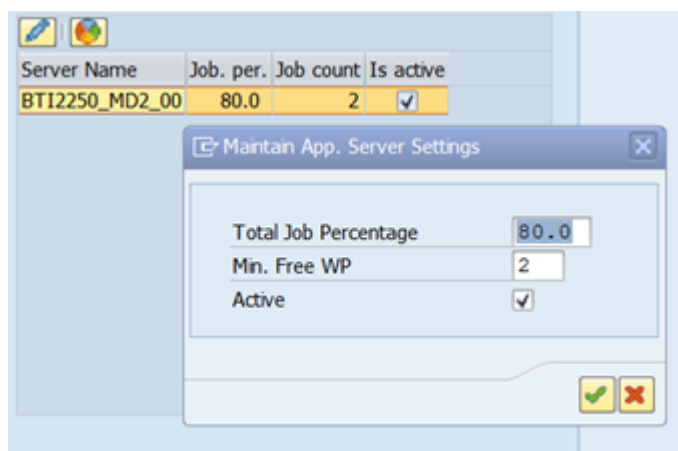 Server Name Job. per. Job count Is active
BTI2250_MD2_00 80.0 2
Maintain App. Server Settings
Total Job Percentage 80.0
Min. Free WP 2
Active